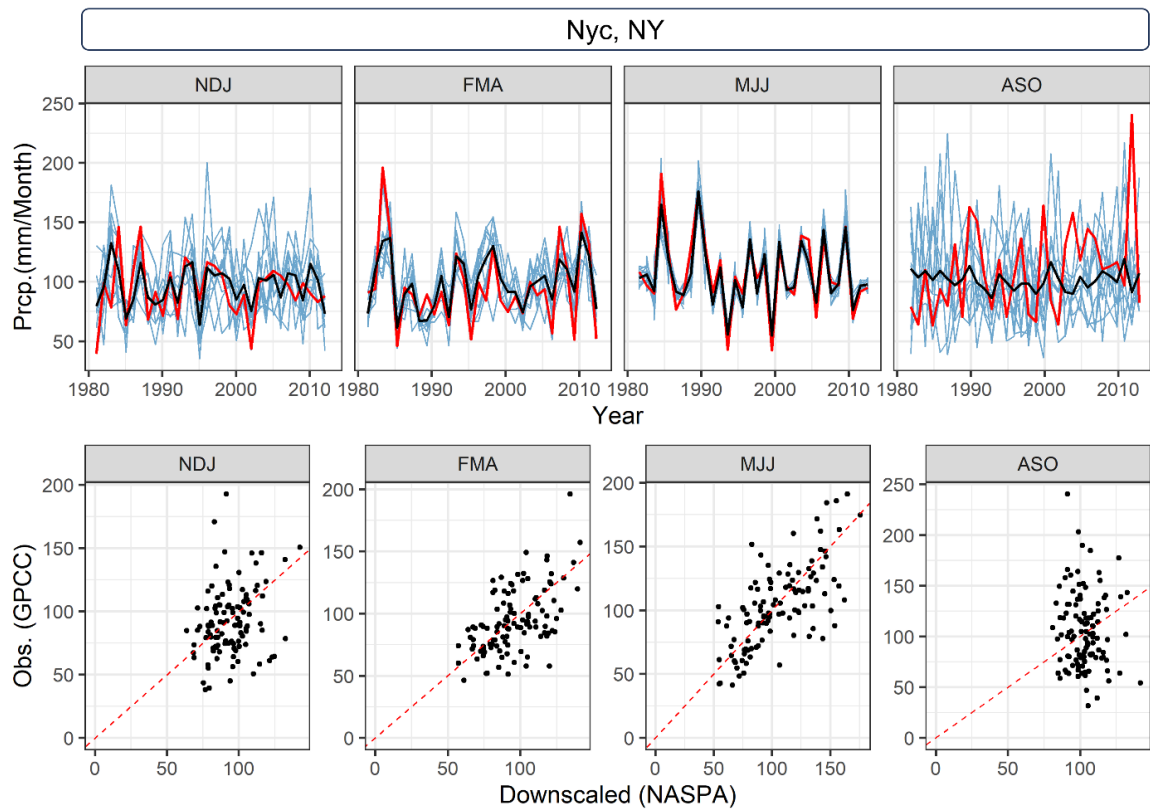 Nyc, NY
NDJ FMA MJJ ASO
Prcp.(mm/Month)
250
200
150
100
50
1980 1990 2000 2010 1980 1990 2000 2010 1980 1990 2000 2010 1980 1990 2000 2010
Year
NDJ FMA MJJ ASO
Obs. (GPCC)
200
150
100
50
0
200
150
100
50
0
200
150
100
50
0
250
200
150
100
50
0
0 50 100 0 50 100 0 50 100 150 0 50 100
Downscaled (NASPA)